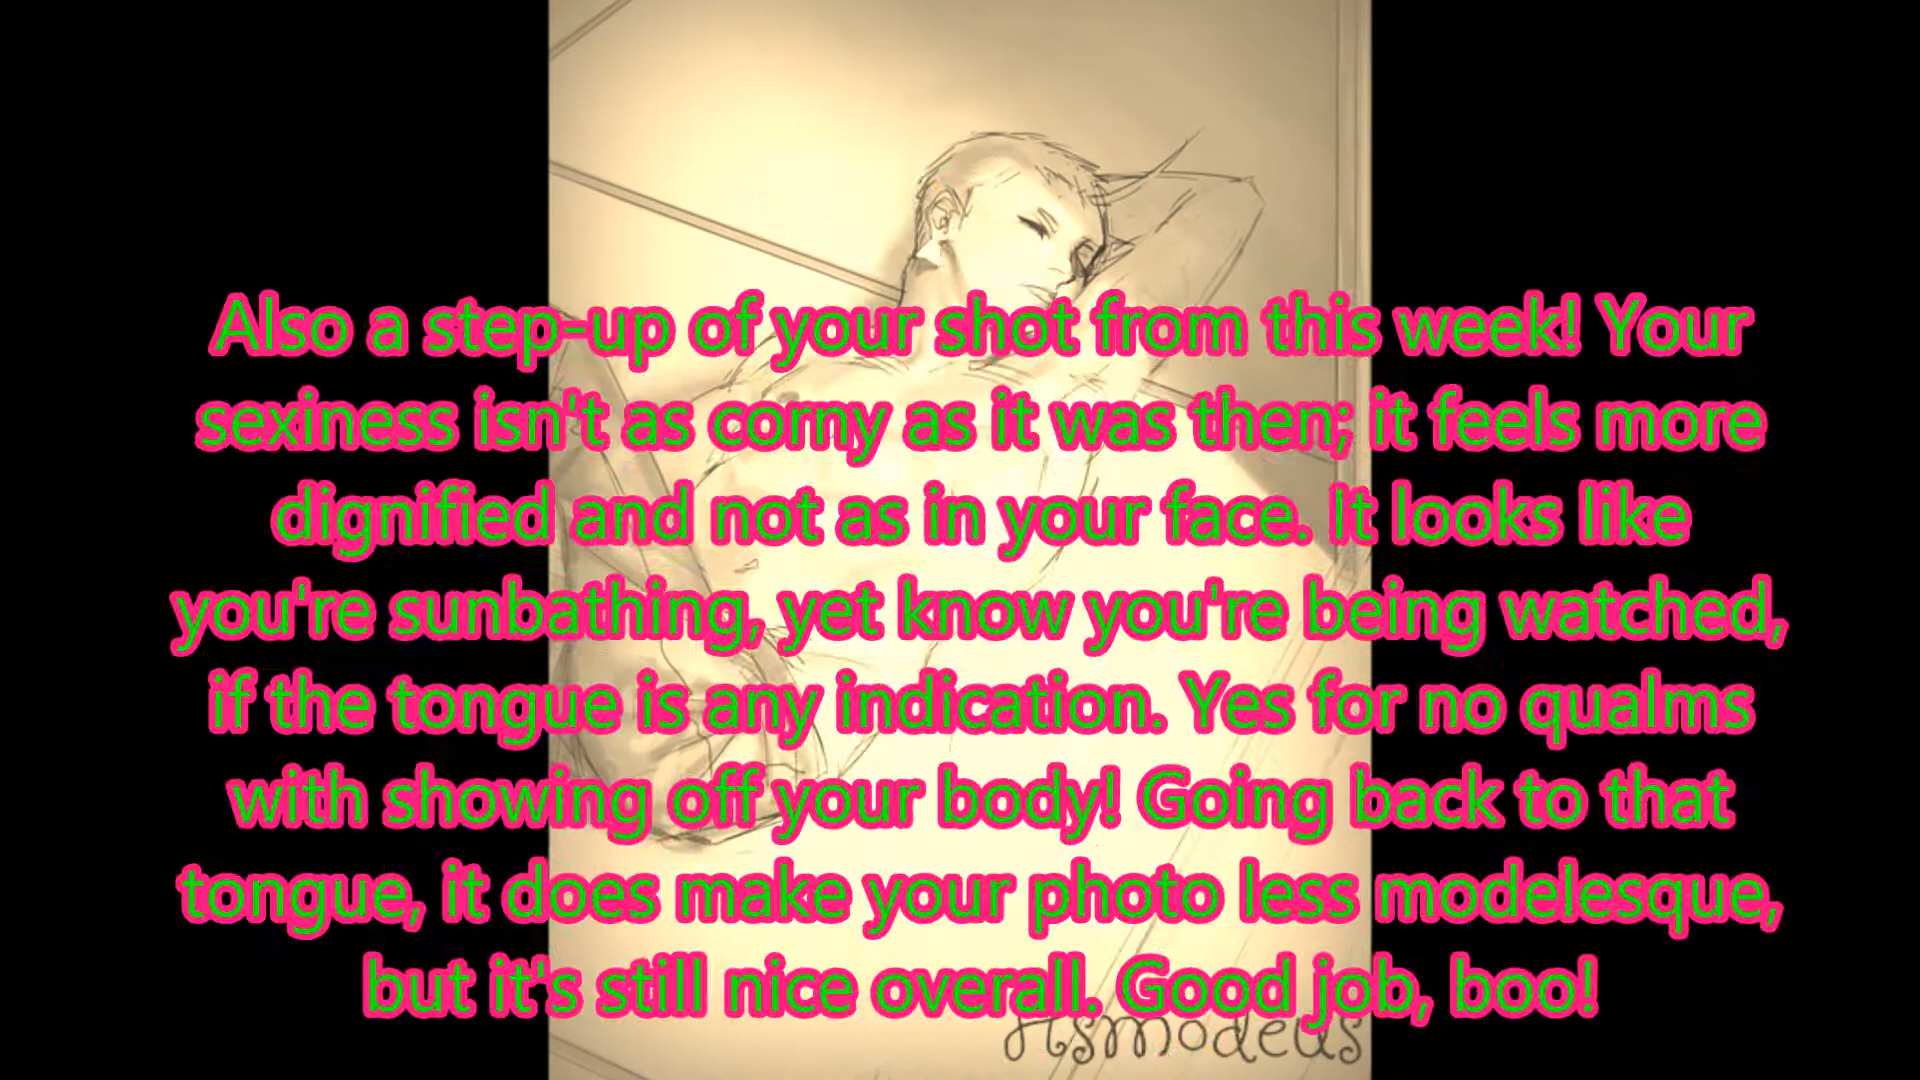 Also a step-up of your shot from this week! Your
sexiness isn't as corny as it was then; it feels more
dignified and not as in your face. It looks like
you're sunbathing, yet know you're being watched,
if the tongue is any indication. Yes for no qualms
with showing off your body! Going back to that
tongue, it does make your photo less modelesque,
but it's still nice overall. Good job, boo!
Asmodeus